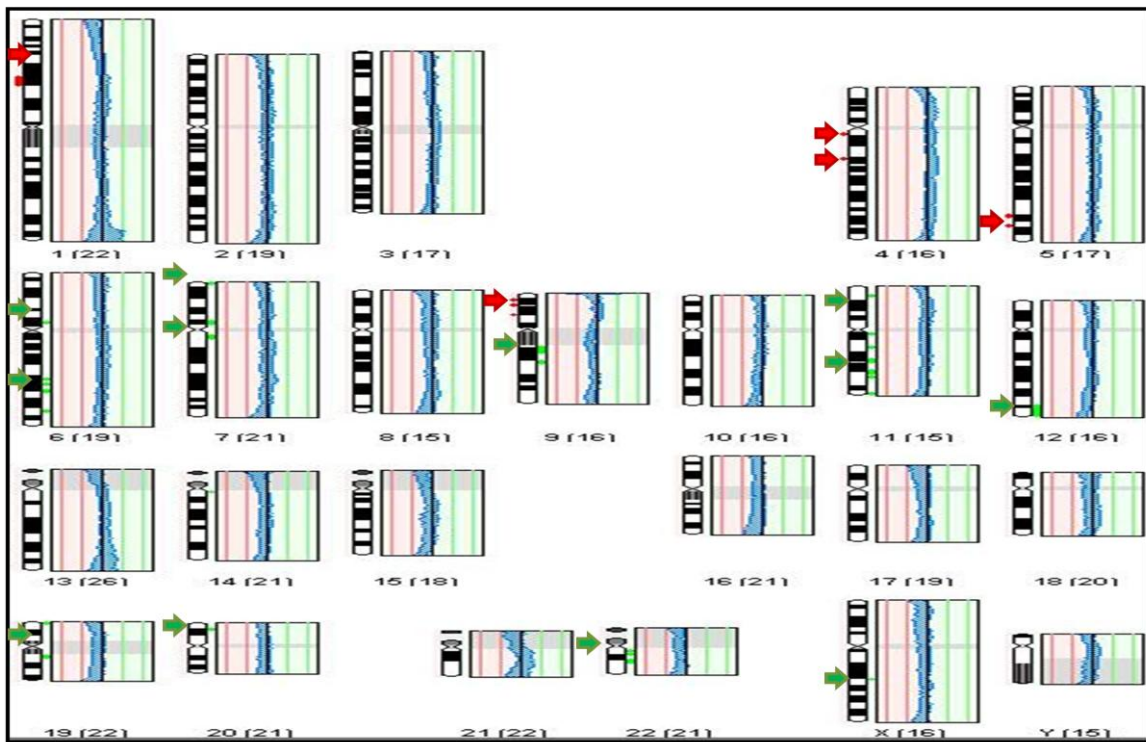 1 (22) 2 (19) 3 (17) 4 (16) 5 (17)
6 (19) 7 (21) 8 (15) 9 (16) 10 (16) 11 (15) 12 (16)
13 (26) 14 (21) 15 (18) 16 (21) 17 (19) 18 (20)
19 (22) 20 (21) 21 (22) 22 (21) X (16) Y (15)